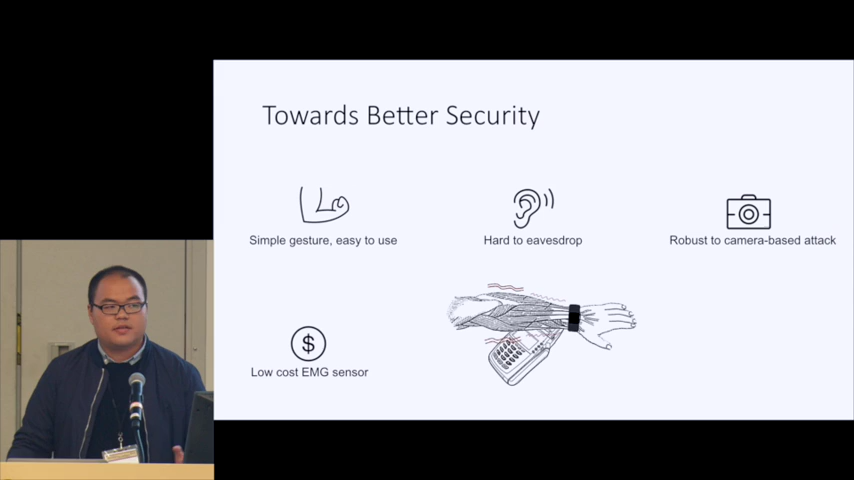 Towards Better Security
Simple gesture, easy to use
Hard to eavesdrop
Robust to camera-based attack
$
Low cost EMG sensor